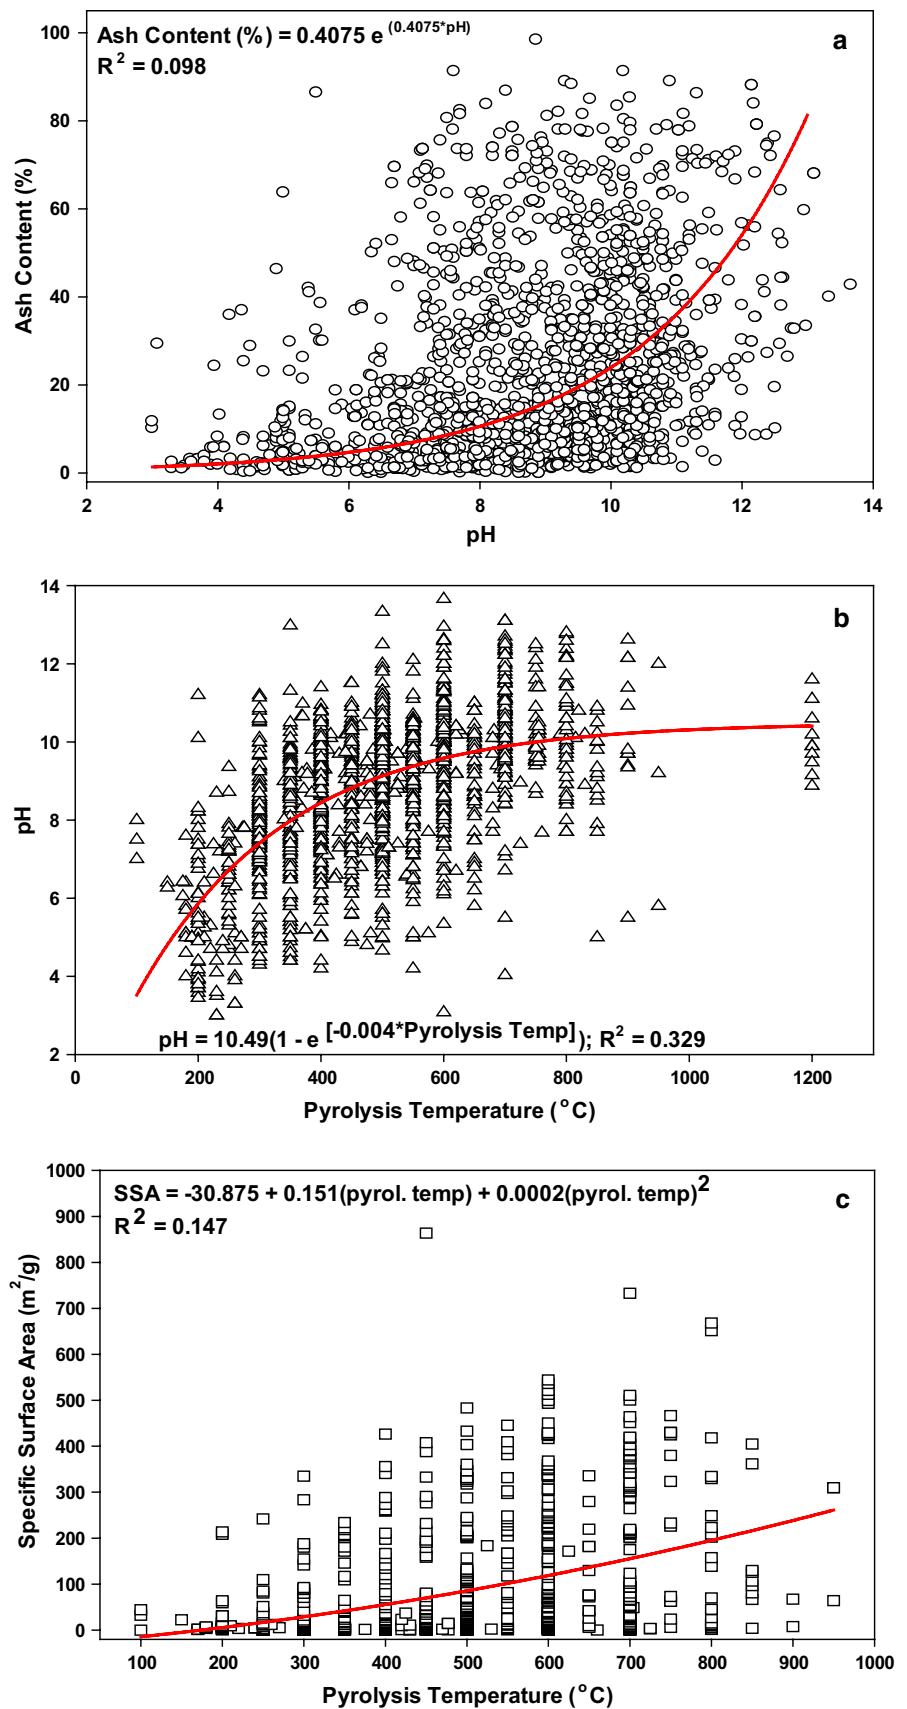 Ash Content (%) = 0.4075 e (0.4075*pH)
R2 = 0.098
a
100
80
60
40
20
0
Ash Content (%)
2 4 6 8 10 12 14
pH
14
12
10
8
6
4
2
b
pH
pH = 10.49(1 - e [-0.004*Pyrolysis Temp]); R2 = 0.329
0 200 400 600 800 1000 1200
Pyrolysis Temperature (°C)
1000
900
800
700
600
500
400
300
200
100
0
SSA = -30.875 + 0.151(pyrol. temp) + 0.0002(pyrol. temp)2
R2 = 0.147
c
Specific Surface Area (m2/g)
100 200 300 400 500 600 700 800 900 1000
Pyrolysis Temperature (°C)